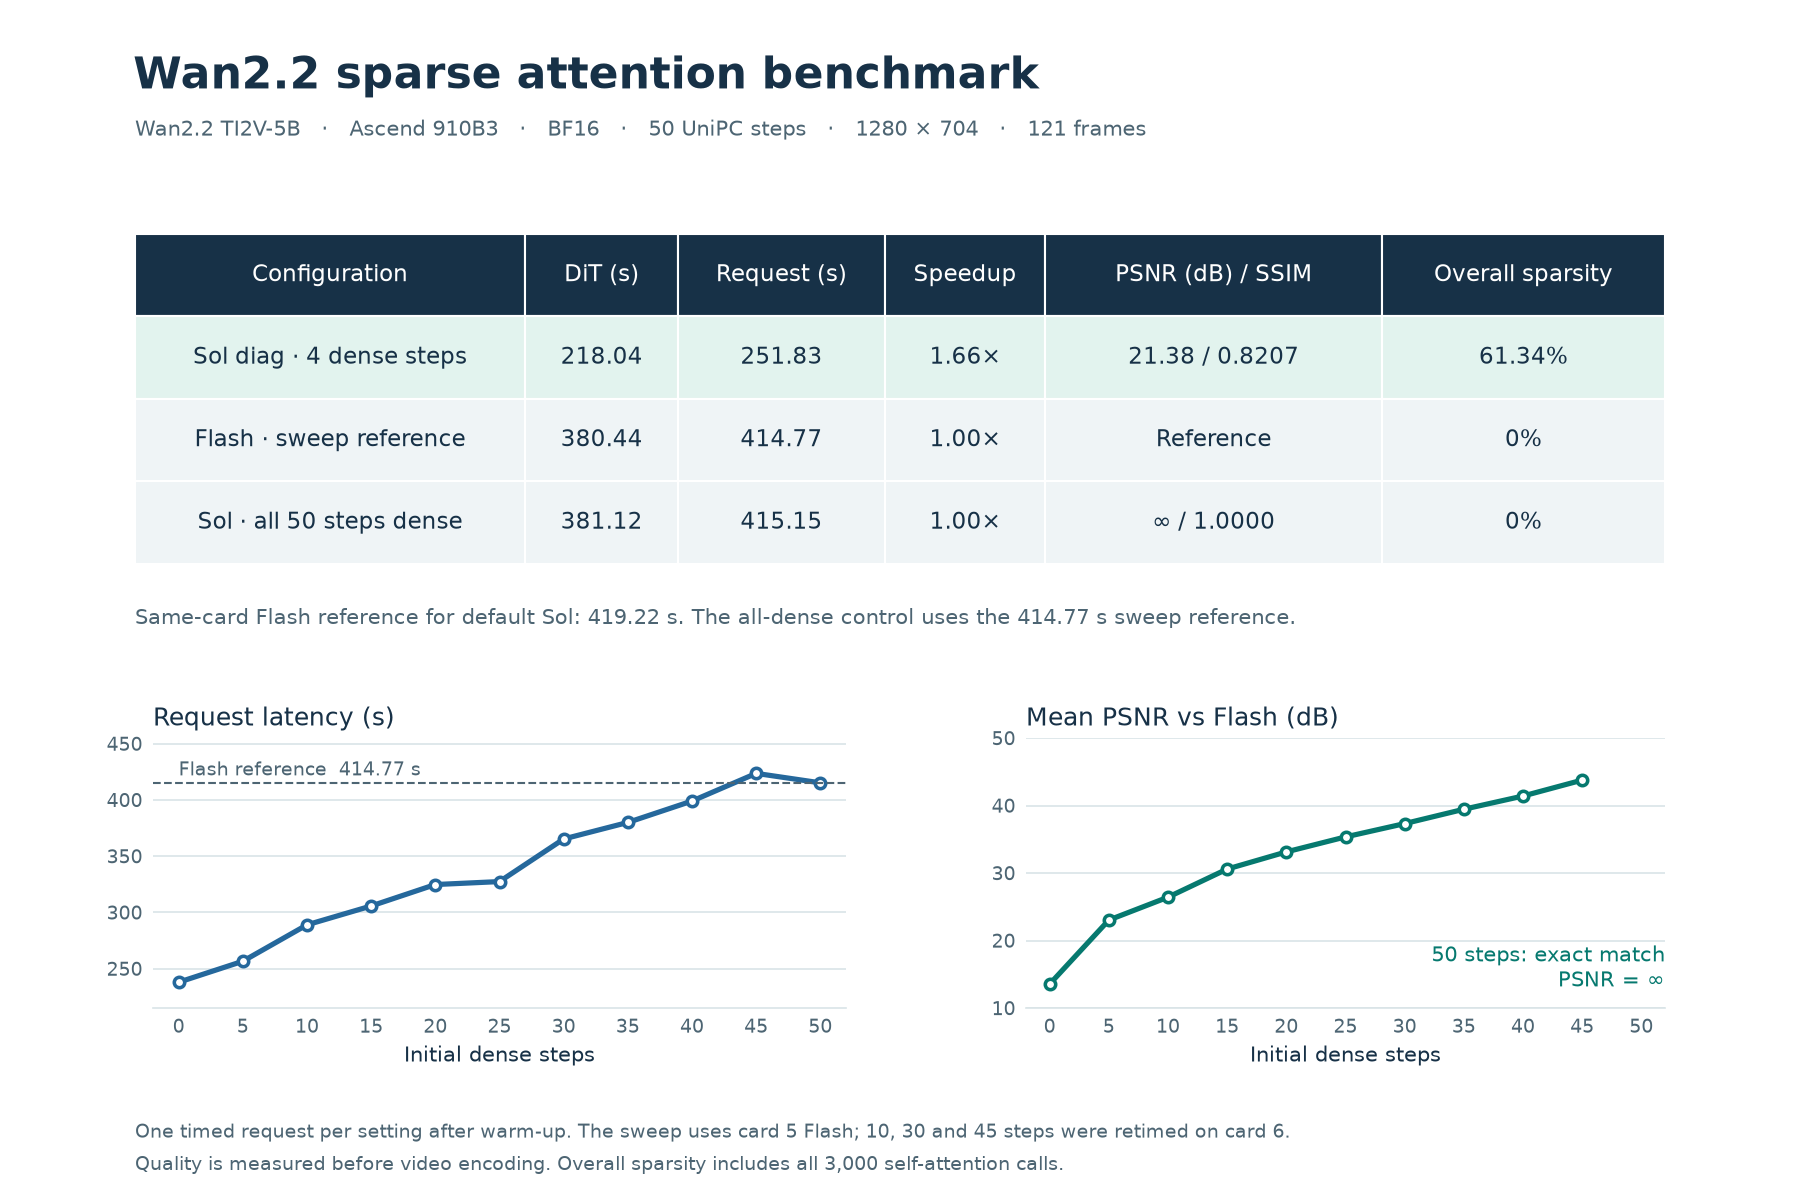 Wan2.2 sparse attention benchmark
Wan2.2 TI2V-5B · Ascend 910B3 · BF16 · 50 UniPC steps · 1280 × 704 · 121 frames
Configuration DiT (s) Request (s) Speedup PSNR (dB) / SSIM Overall sparsity
Sol diag · 4 dense steps 218.04 251.83 1.66× 21.38 / 0.8207 61.34%
Flash · sweep reference 380.44 414.77 1.00× Reference 0%
Sol · all 50 steps dense 381.12 415.15 1.00× ∞ / 1.0000 0%
Same-card Flash reference for default Sol: 419.22 s. The all-dense control uses the 414.77 s sweep reference.
Request latency (s)
450
Flash reference 414.77 s
400
350
300
250
0 5 10 15 20 25 30 35 40 45 50
Initial dense steps
Mean PSNR vs Flash (dB)
50
40
30
20
50 steps: exact match
PSNR = ∞
10
0 5 10 15 20 25 30 35 40 45 50
Initial dense steps
One timed request per setting after warm-up. The sweep uses card 5 Flash; 10, 30 and 45 steps were retimed on card 6.
Quality is measured before video encoding. Overall sparsity includes all 3,000 self-attention calls.